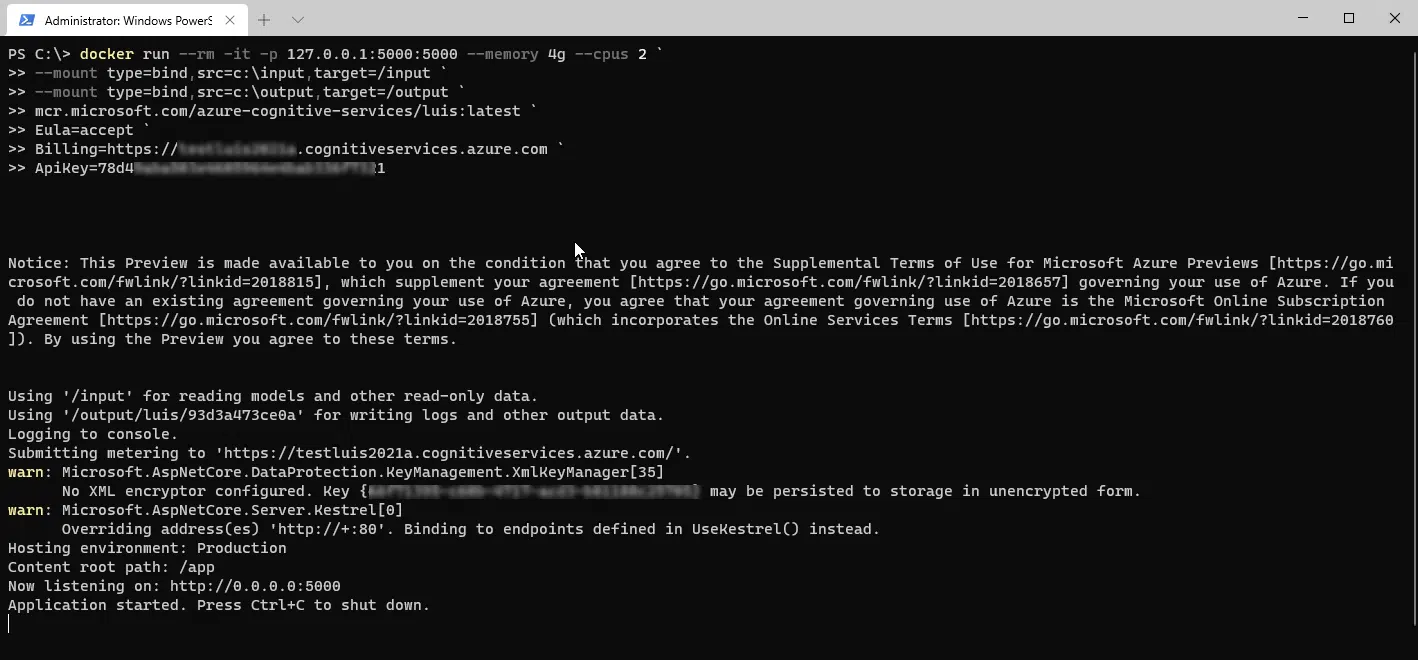 Administrator: Windows PowerS
PS C:\> docker run --rm -it -p 127.0.0.1:5000:5000 --memory 4g --cpus 2 `
>> --mount type=bind,src=c:\input,target=/input `
>> --mount type=bind,src=c:\output,target=/output `
>> mcr.microsoft.com/azure-cognitive-services/luis:latest `
>> Eula=accept `
>> Billing=https:// .cognitiveservices.azure.com `
>> ApiKey=78d4 21
Notice: This Preview is made available to you on the condition that you agree to the Supplemental Terms of Use for Microsoft Azure Previews [https://go.mi
crosoft.com/fwlink/?linkid=2018815], which supplement your agreement [https://go.microsoft.com/fwlink/?linkid=2018657] governing your use of Azure. If you
do not have an existing agreement governing your use of Azure, you agree that your agreement governing use of Azure is the Microsoft Online Subscription
Agreement [https://go.microsoft.com/fwlink/?linkid=2018755] (which incorporates the Online Services Terms [https://go.microsoft.com/fwlink/?linkid=2018760
]). By using the Preview you agree to these terms.
Using '/input' for reading models and other read-only data.
Using '/output/luis/93d3a473ce0a' for writing logs and other output data.
Logging to console.
Submitting metering to 'https://testluis2021a.cognitiveservices.azure.com/'.
warn: Microsoft.AspNetCore.DataProtection.KeyManagement.XmlKeyManager[35]
No XML encryptor configured. Key { } may be persisted to storage in unencrypted form.
warn: Microsoft.AspNetCore.Server.Kestrel[0]
Overriding address(es) 'http://+:80'. Binding to endpoints defined in UseKestrel() instead.
Hosting environment: Production
Content root path: /app
Now listening on: http://0.0.0.0:5000
Application started. Press Ctrl+C to shut down.